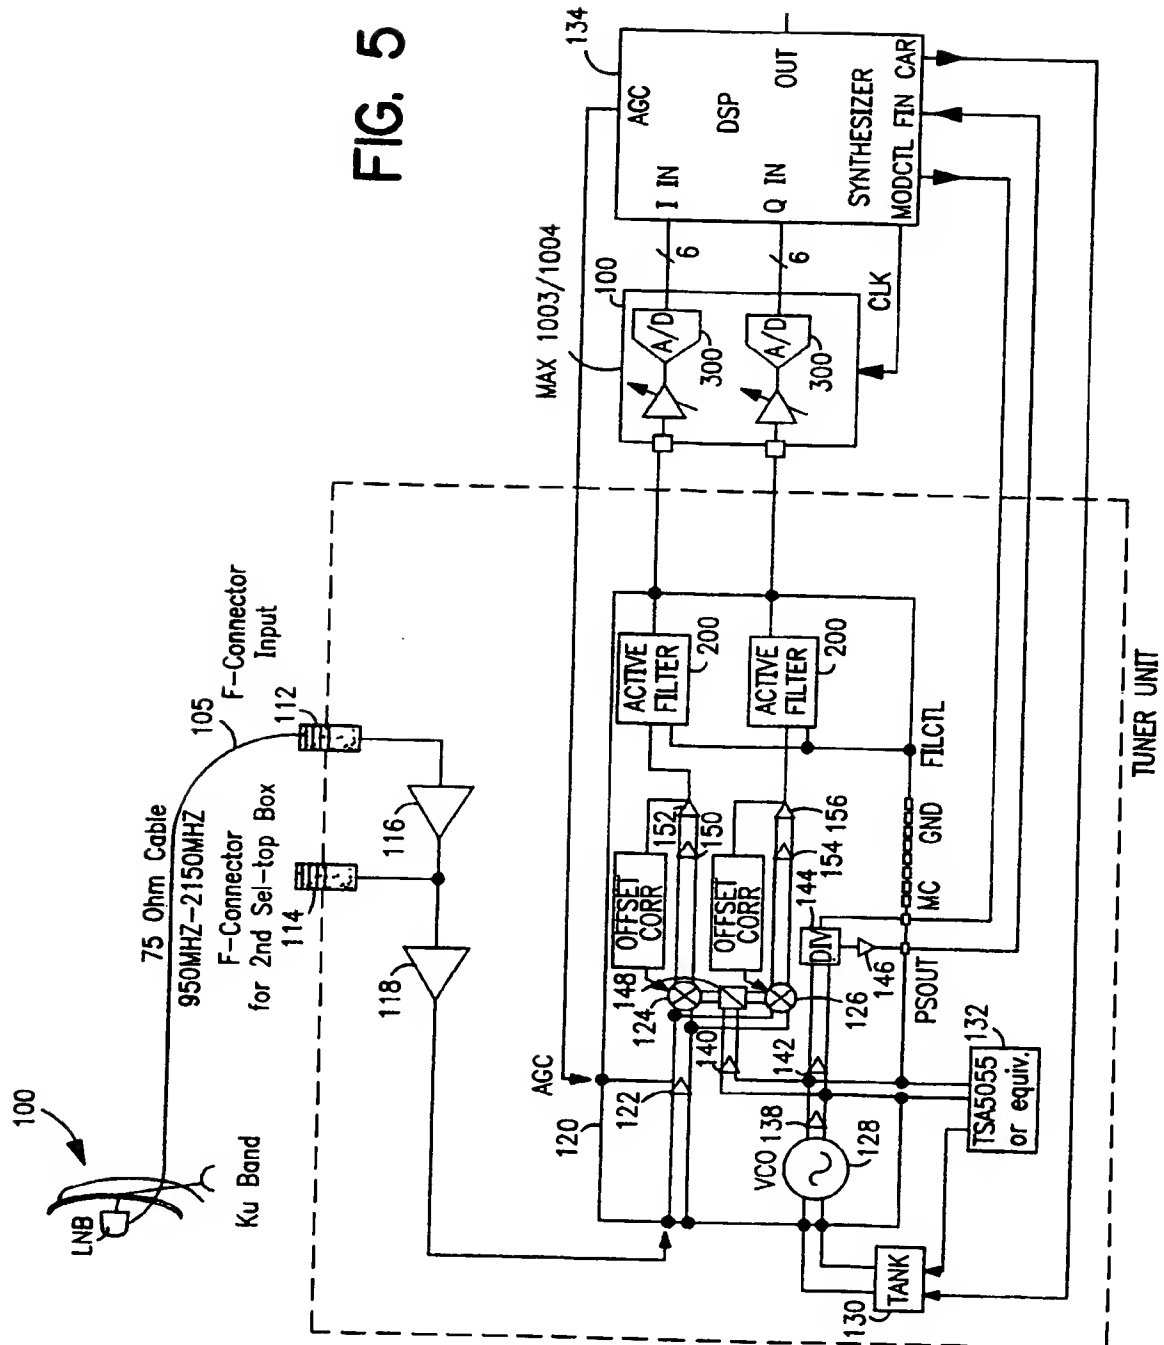 FIG. 5
100
LNB
Ku Band
75 Ohm Cable
950MHZ-2150MHZ
105
F-Connector
Input
112
F-Connector
for 2nd Sel-top Box
114
116
118
TUNER UNIT
AGC
120
122
124
148
OFFSET
CORR
152
150
ACTIVE
FILTER
200
140
126
OFFSET
CORR
156
154
ACTIVE
FILTER
200
VCO
138
128
142
DIV
144
146
PSOUT
MC
GND
FILCTL
TANK
130
TSA5055
or equiv.
132
MAX 1003/1004
100
A/D
300
6
A/D
300
6
CLK
134
AGC
I IN
DSP
Q IN
OUT
SYNTHESIZER
MODCTL
FIN
CAR